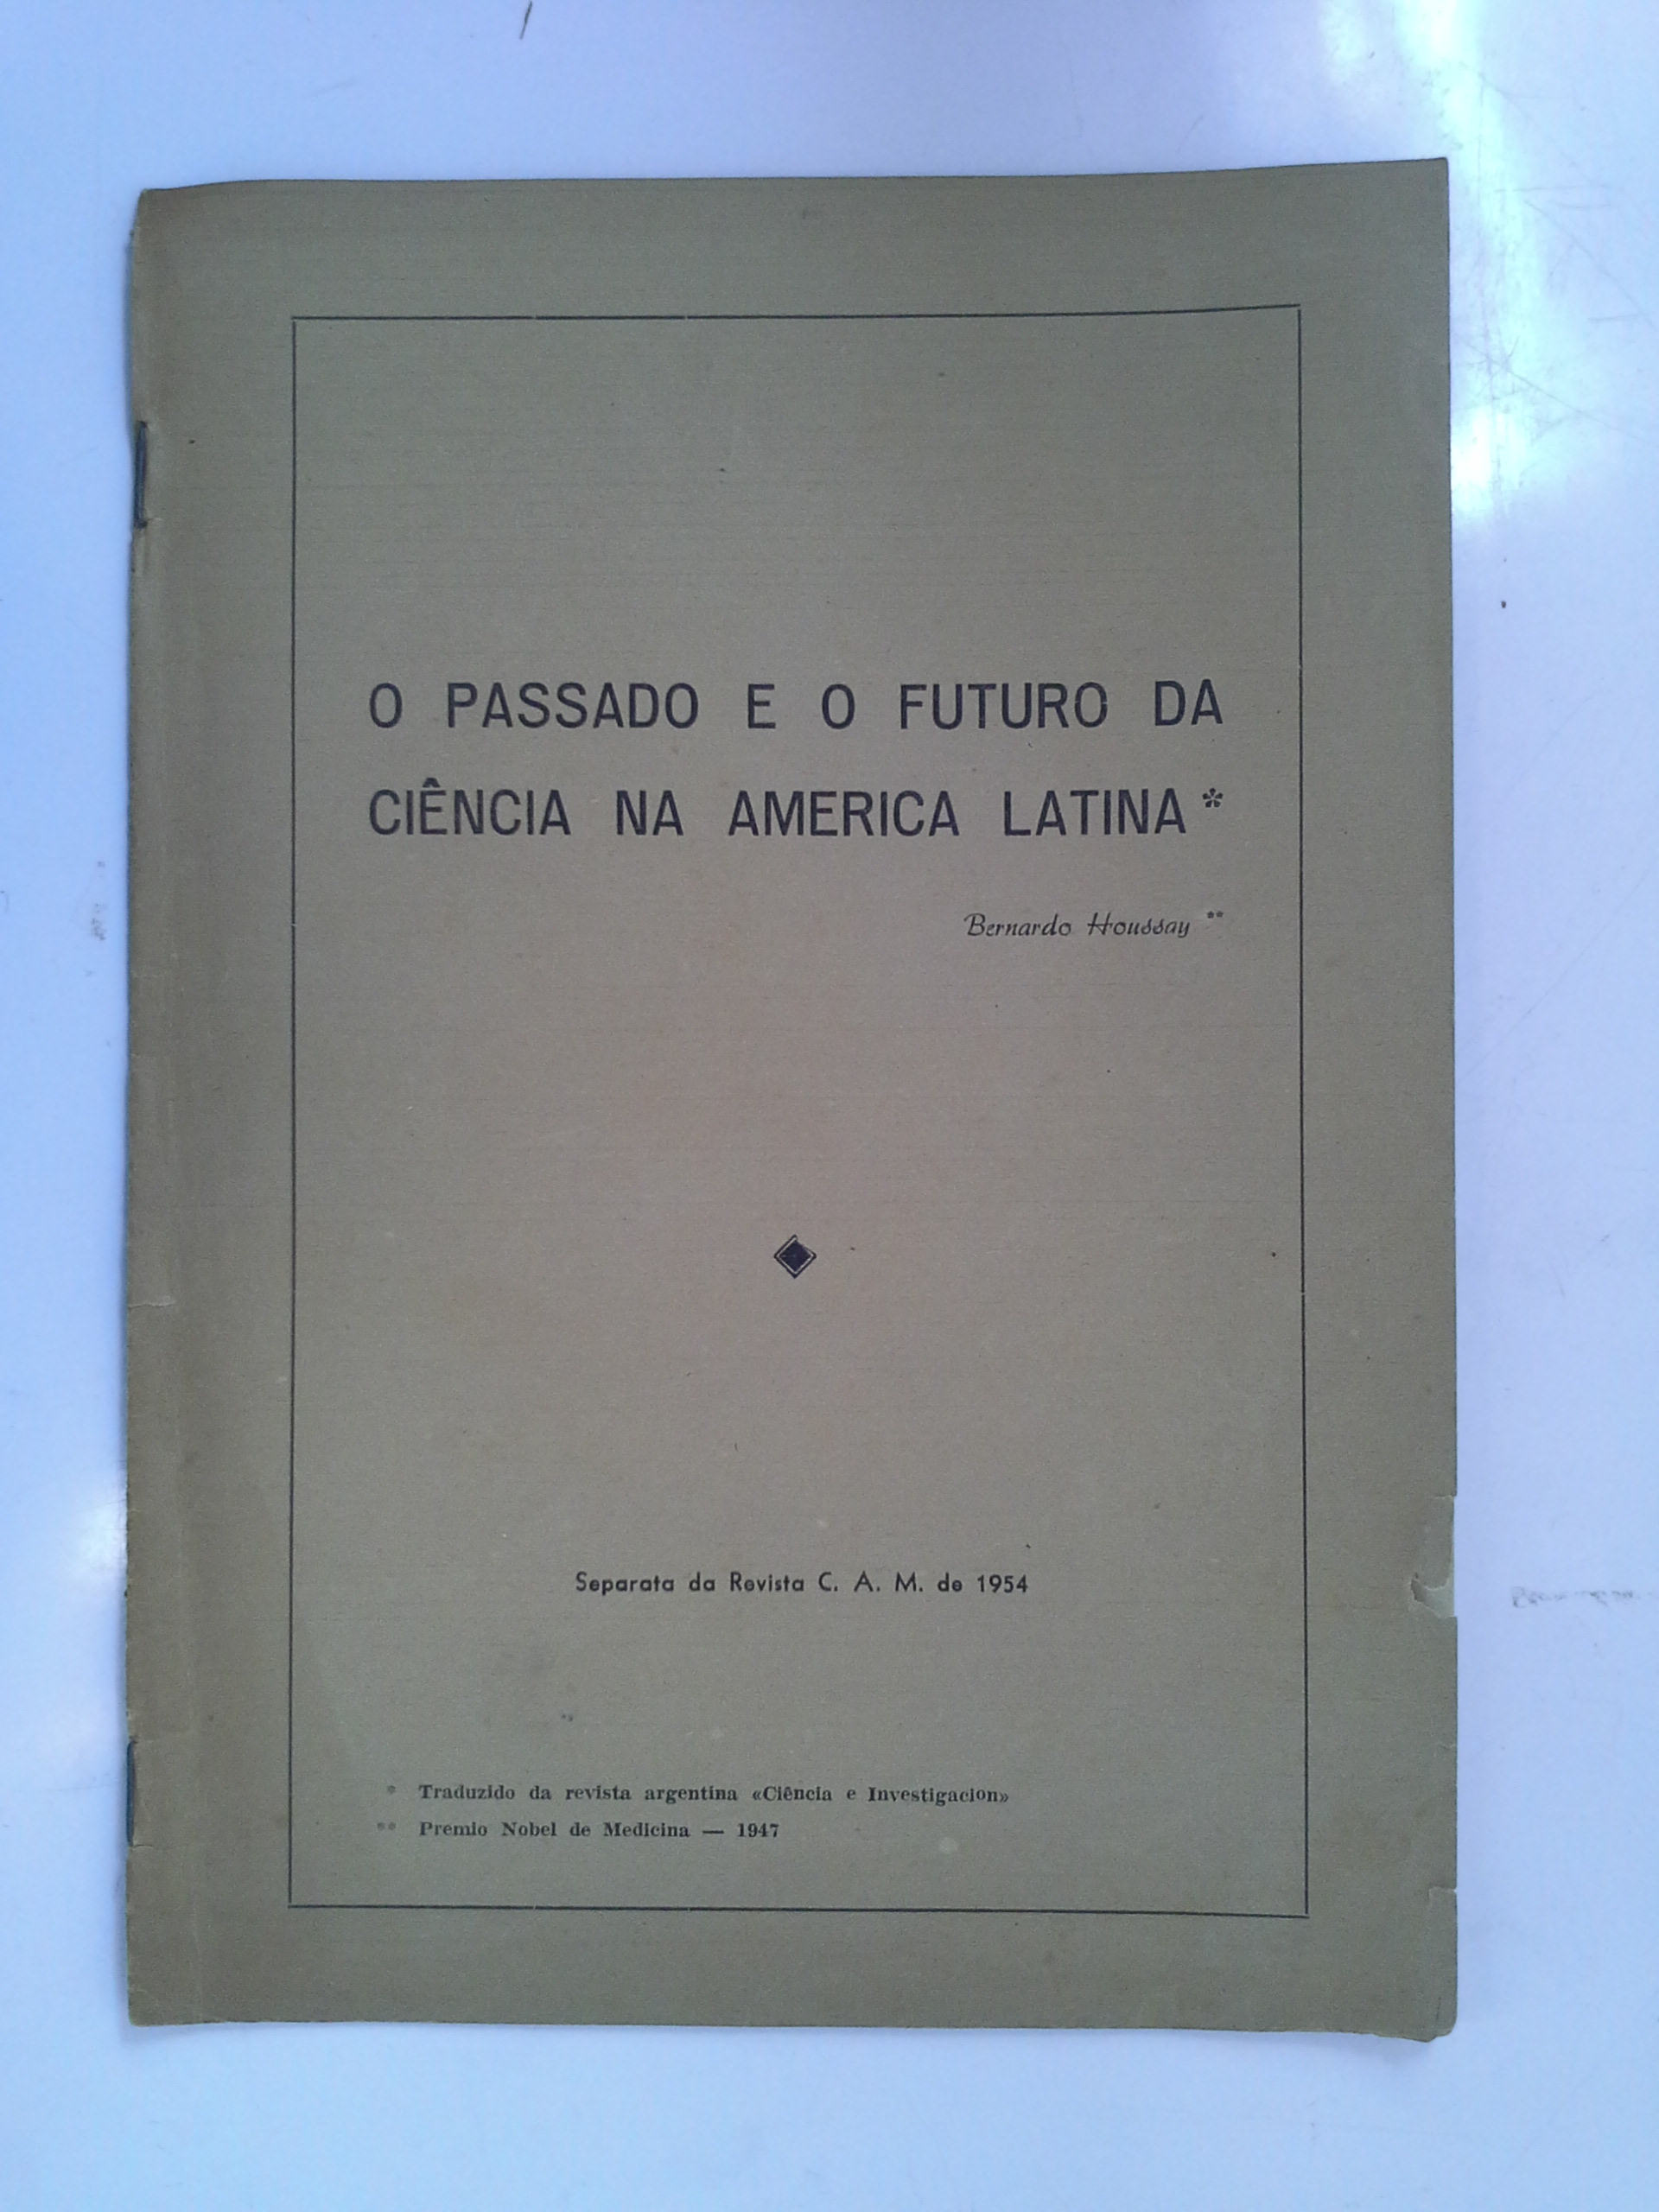 O PASSADO E O FUTURO DA
CIÊNCIA NA AMERICA LATINA *
Bernardo Houssay **
Separata da Revista C. A. M. de 1954
* Traduzido da revista argentina «Ciência e Investigacion»
** Premio Nobel de Medicina — 1947